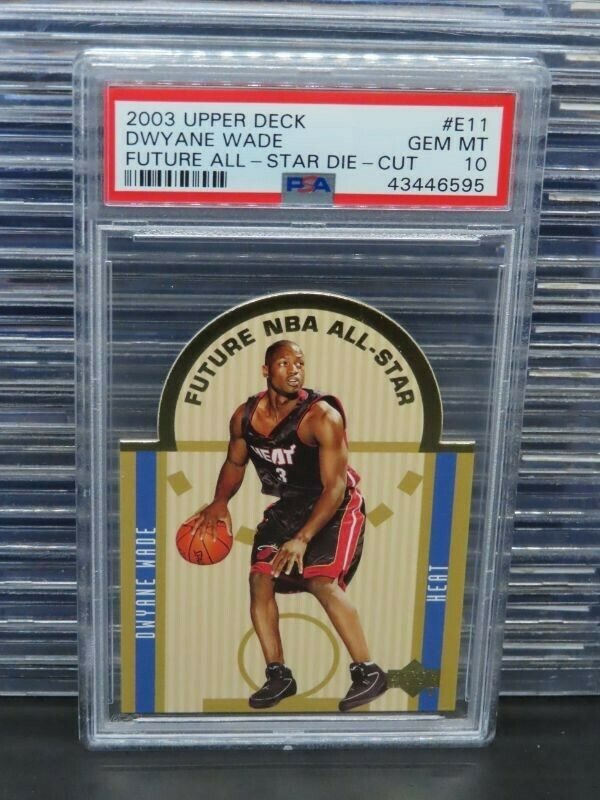 2003 UPPER DECK #E11
DWYANE WADE GEM MT
FUTURE ALL-STAR DIE-CUT 10
PSA 43446595
FUTURE NBA ALL-STAR
HEAT
3
DWYANE WADE
HEAT